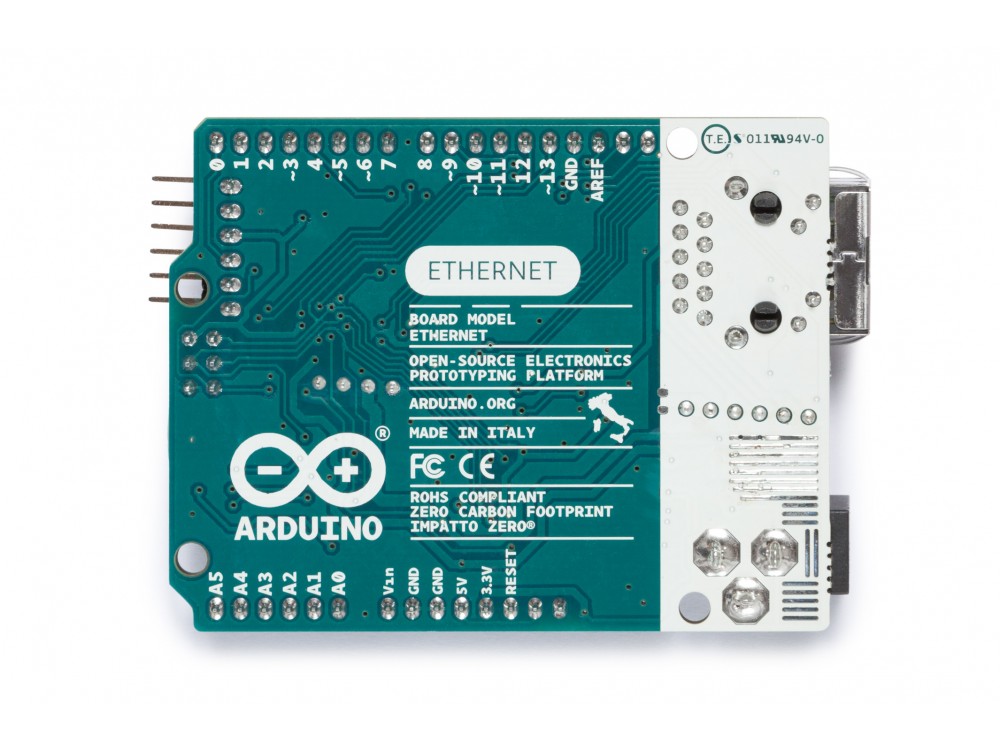 T.E. S 011 94V-0
0 1 2 ~3 4 ~5 ~6 7 8 ~9 ~10 ~11 12 ~13 GND AREF
ETHERNET
BOARD MODEL
ETHERNET
OPEN-SOURCE ELECTRONICS
PROTOTYPING PLATFORM
ARDUINO.ORG
MADE IN ITALY
®
FC CE
ARDUINO
ROHS COMPLIANT
ZERO CARBON FOOTPRINT
IMPATTO ZERO®
A5 A4 A3 A2 A1 A0 Vin GND GND 5V 3.3V RESET